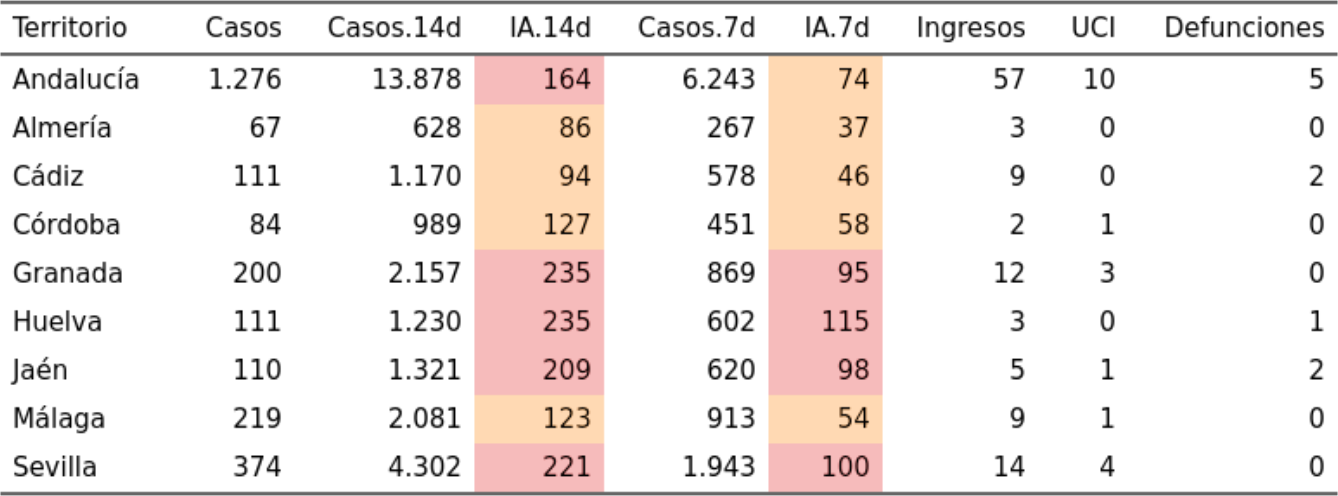 Territorio Casos Casos.14d IA.14d Casos.7d IA.7d Ingresos UCI Defunciones
Andalucía 1.276 13.878 164 6.243 74 57 10 5
Almería 67 628 86 267 37 3 0 0
Cádiz 111 1.170 94 578 46 9 0 2
Córdoba 84 989 127 451 58 2 1 0
Granada 200 2.157 235 869 95 12 3 0
Huelva 111 1.230 235 602 115 3 0 1
Jaén 110 1.321 209 620 98 5 1 2
Málaga 219 2.081 123 913 54 9 1 0
Sevilla 374 4.302 221 1.943 100 14 4 0